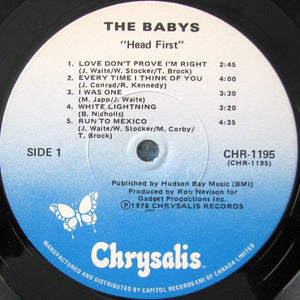 THE BABYS
"Head First"
1. LOVE DON'T PROVE I'M RIGHT 2:45
(J. Waite/W. Stocker/T. Brock)
2. EVERY TIME I THINK OF YOU 4:00
(J. Conrad/R. Kennedy)
3. I WAS ONE 3:30
(M. Japp/J. Waite)
4. WHITE LIGHTNING 3:20
(B. Nicholls)
5. RUN TO MEXICO 4:35
(J. Waite/W. Stocker/M. Corby/
T. Brock)
SIDE 1
CHR-1195
(CHR-1195)
Published by Hudson Bay Music (BMI)
Produced by Ron Nevison for
Gadget Productions Inc.
Ⓟ 1978 CHRYSALIS RECORDS
Chrysalis
MANUFACTURED AND DISTRIBUTED BY CAPITOL RECORDS-EMI OF CANADA LIMITED